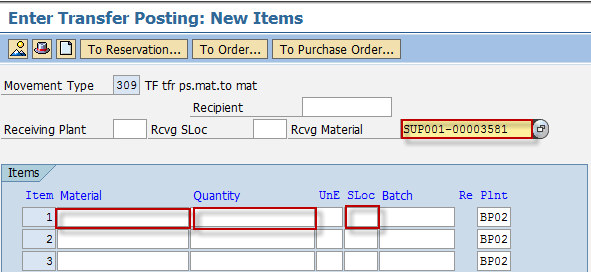 Enter Transfer Posting: New Items
To Reservation... To Order... To Purchase Order...
Movement Type 309 TF tfr ps.mat.to mat
Recipient
Receiving Plant Rcvg SLoc Rcvg Material SUP001-00003581
Items
Item Material Quantity UnE SLoc Batch Re Plnt
1 BP02
2 BP02
3 BP02